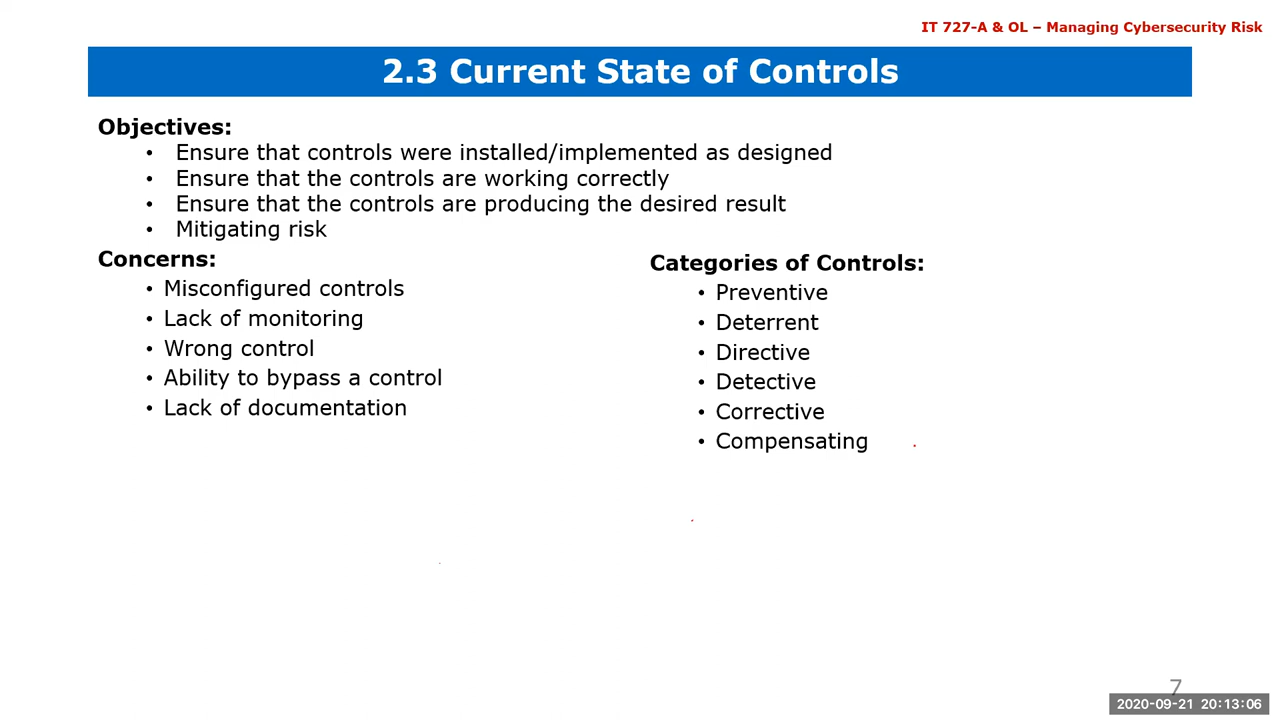 IT 727-A & OL – Managing Cybersecurity Risk
2.3 Current State of Controls
Objectives:
• Ensure that controls were installed/implemented as designed
• Ensure that the controls are working correctly
• Ensure that the controls are producing the desired result
• Mitigating risk
Concerns:
• Misconfigured controls
• Lack of monitoring
• Wrong control
• Ability to bypass a control
• Lack of documentation
Categories of Controls:
• Preventive
• Deterrent
• Directive
• Detective
• Corrective
• Compensating
7
2020-09-21 20:13:06